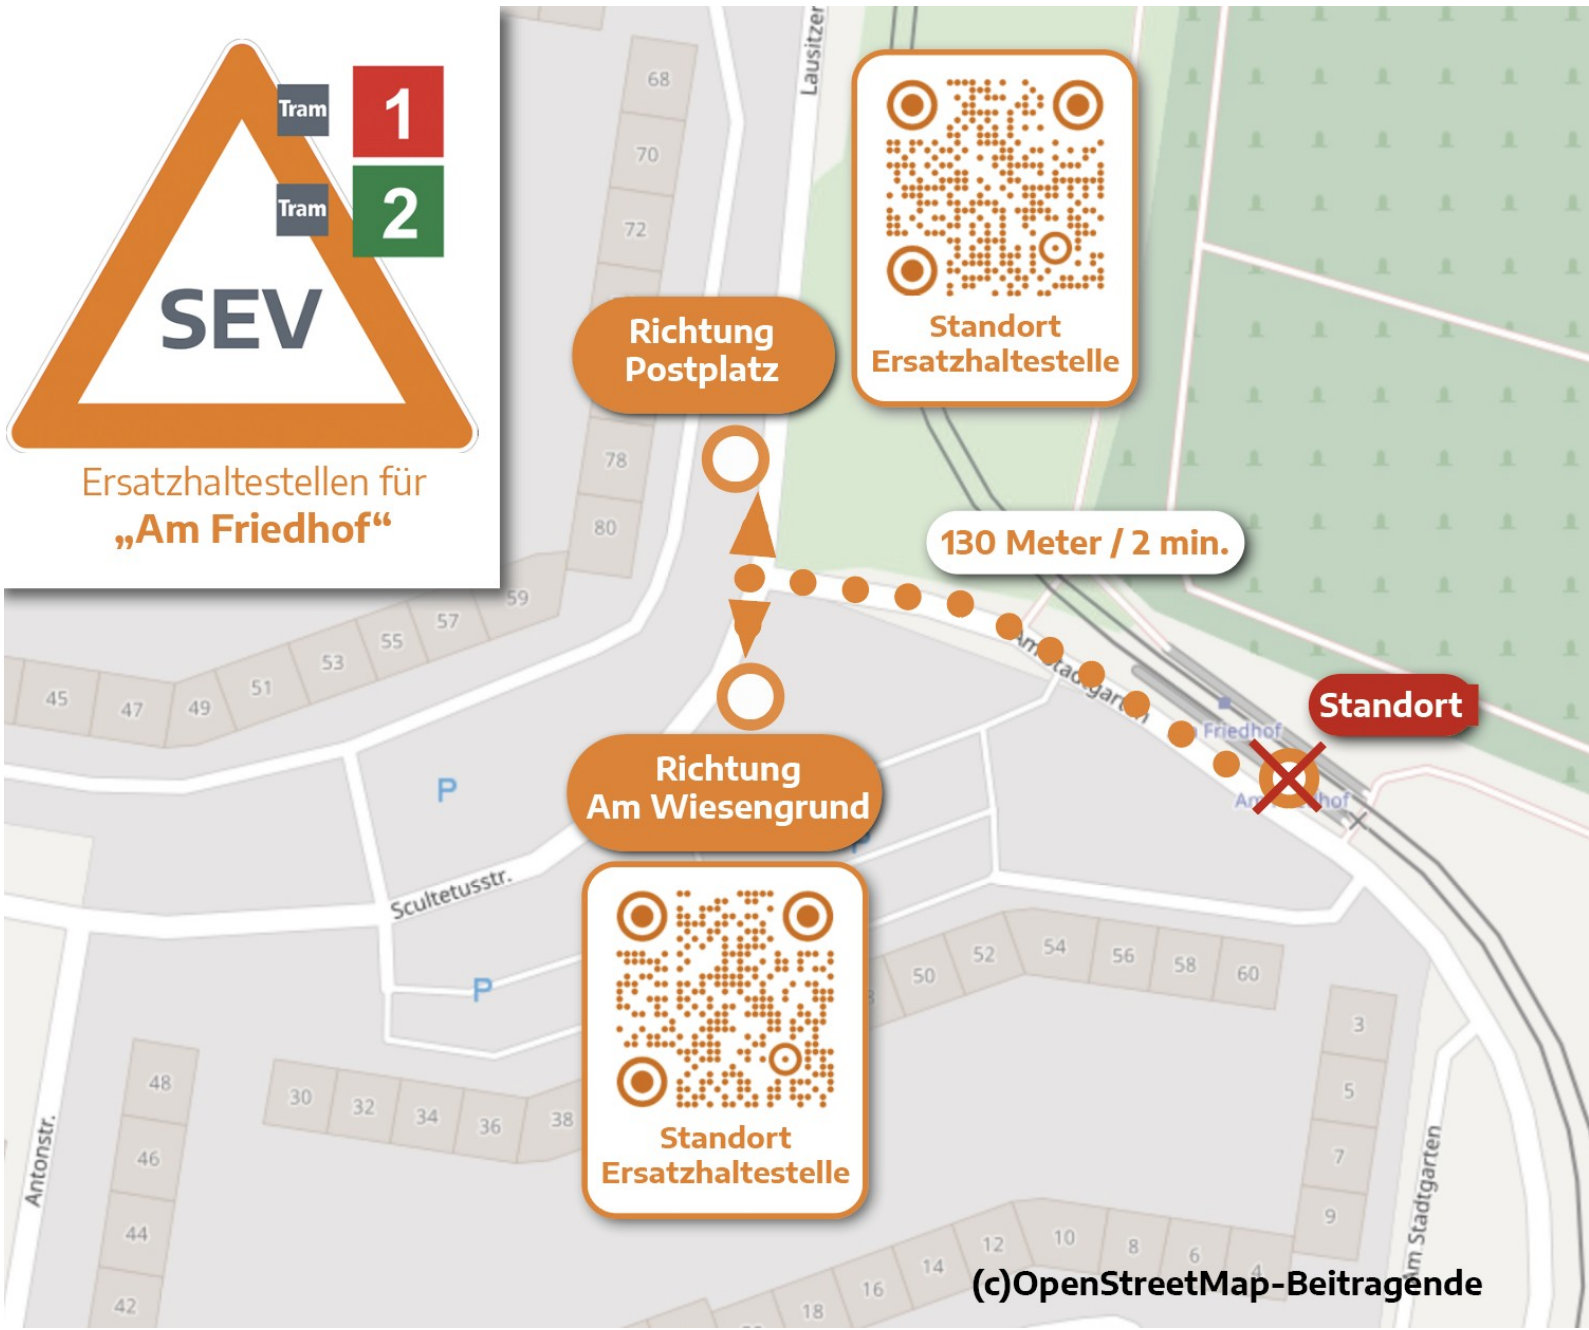 Tram
1
Tram
2
SEV
Ersatzhaltestellen für
„Am Friedhof“
Lausitzer
68
70
72
78
80
Richtung
Postplatz
Standort
Ersatzhaltestelle
130 Meter / 2 min.
Am Stadtgarten
Friedhof
Standort
59
57
55
53
51
49
47
45
P
Richtung
Am Wiesengrund
P
Scultetusstr.
P
Standort
Ersatzhaltestelle
50
52
54
56
58
60
3
5
7
9
Am Stadtgarten
Antonstr.
48
46
44
42
30
32
34
36
38
18
16
14
12
10
8
6
4
(c)OpenStreetMap-Beitragende